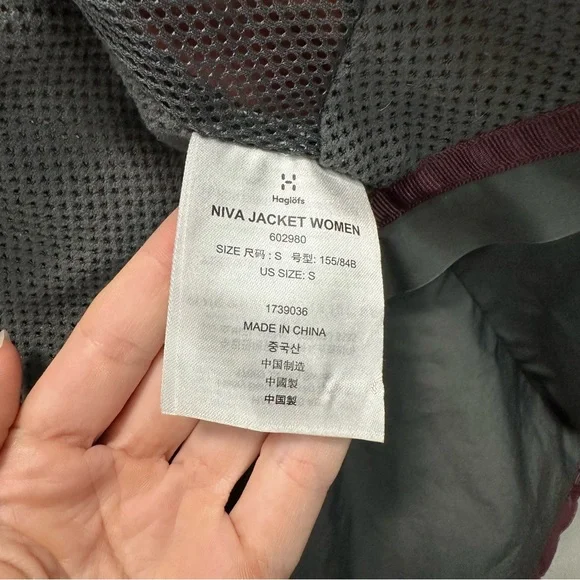 Haglöfs
NIVA JACKET WOMEN
602980
SIZE 尺码 : S 号型: 155/84B
US SIZE: S
1739036
MADE IN CHINA
중국산
中国制造
中國製
中国製